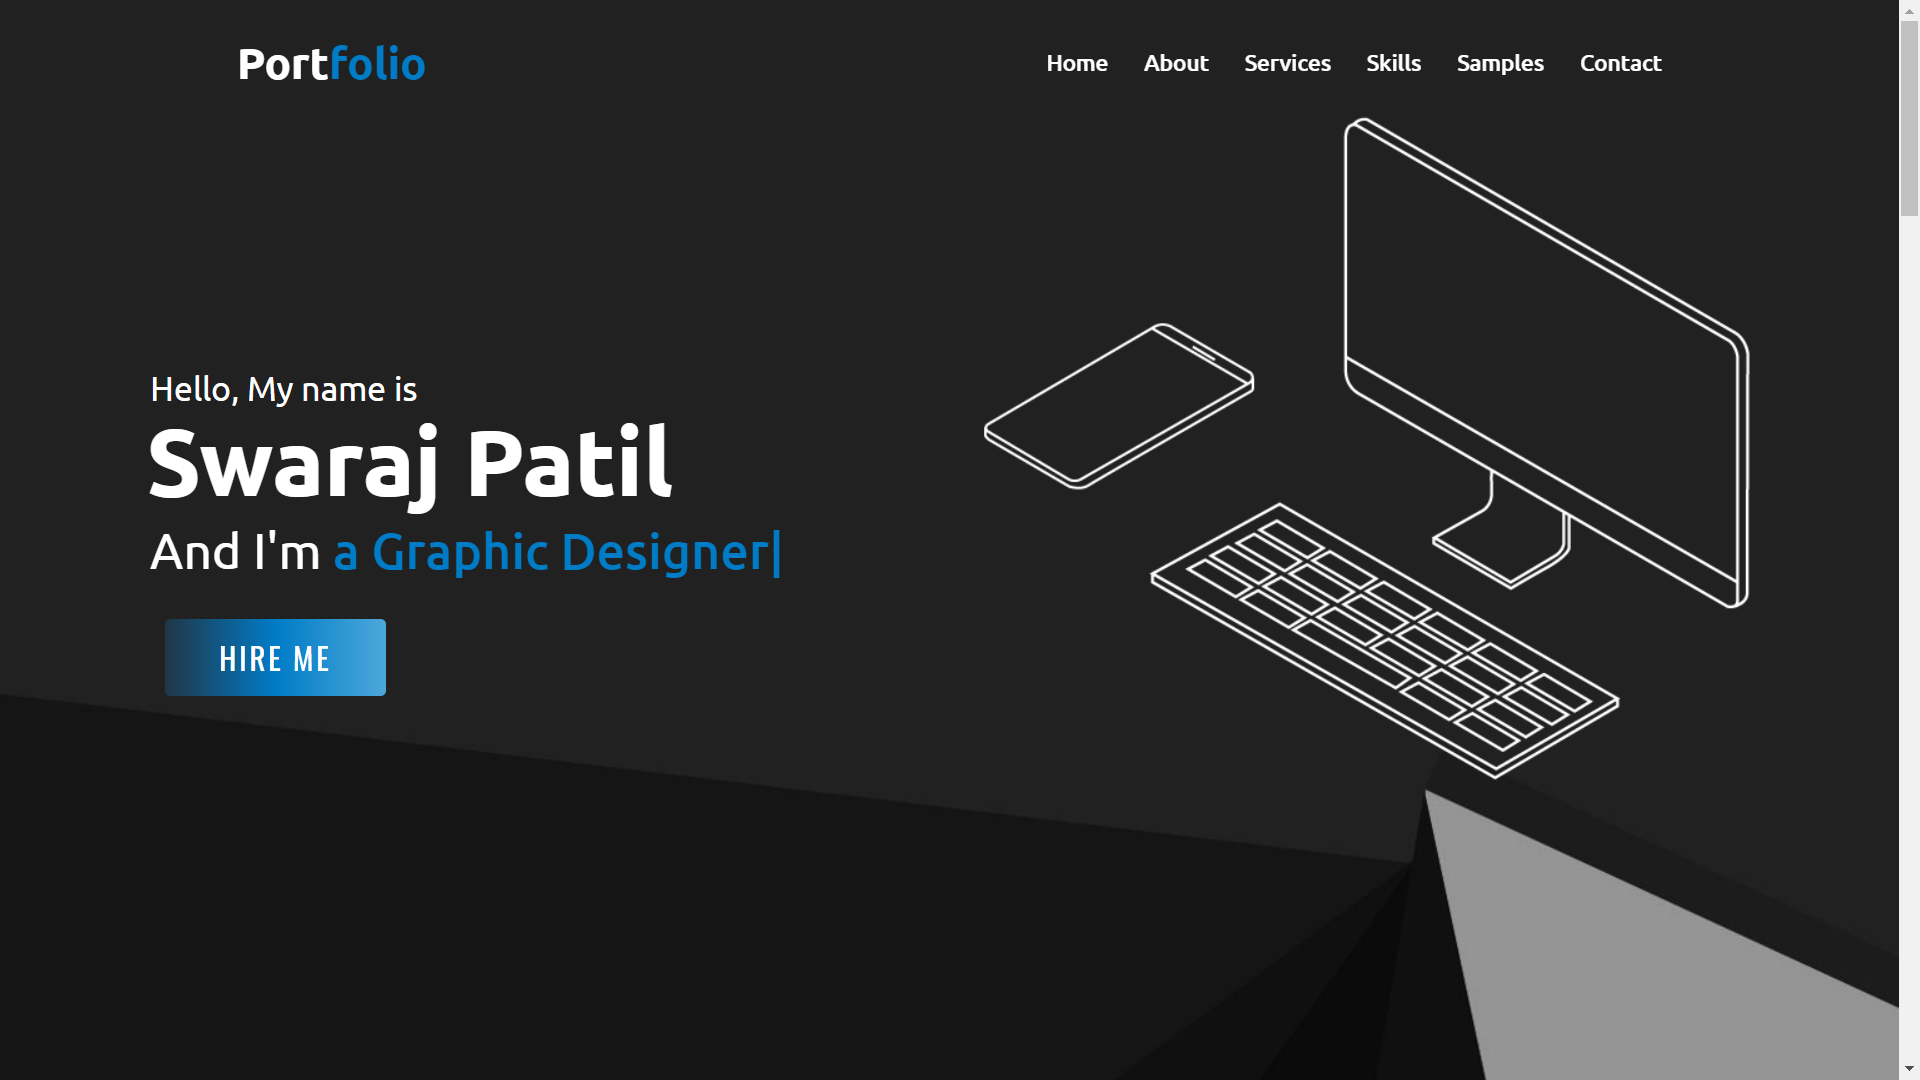 Portfolio
Home About Services Skills Samples Contact
Hello, My name is
Swaraj Patil
And I'm a Graphic Designer|
HIRE ME